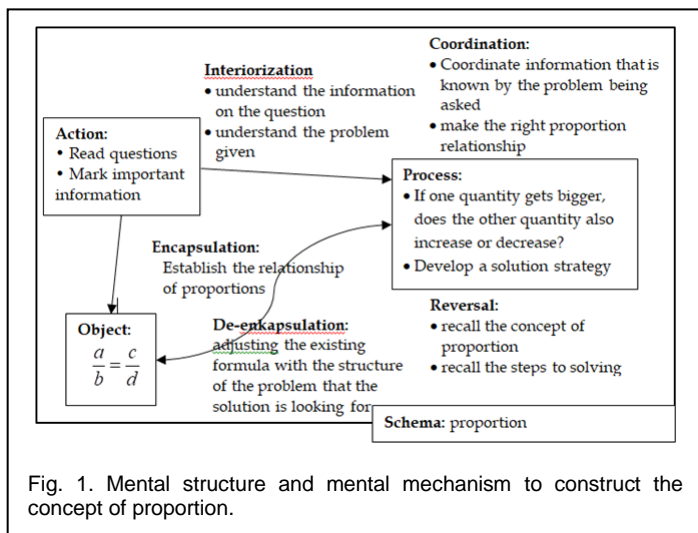 Interiorization
• understand the information
on the question
• understand the problem
given
Coordination:
• Coordinate information that is
known by the problem being
asked
• make the right proportion
relationship
Action:
• Read questions
• Mark important
information
Process:
• If one quantity gets bigger,
does the other quantity also
increase or decrease?
• Develop a solution strategy
Encapsulation:
Establish the relationship
of proportions
Object:
a/b = c/d
De-enkapsulation:
adjusting the existing
formula with the structure
of the problem that the
solution is looking for
Reversal:
• recall the concept of
proportion
• recall the steps to solving
Schema: proportion
Fig. 1. Mental structure and mental mechanism to construct the
concept of proportion.